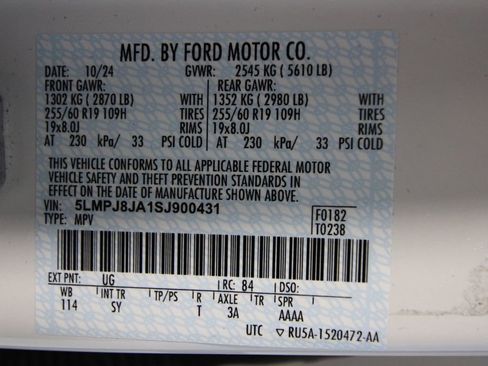 MFD. BY FORD MOTOR CO.
DATE: 10/24 GVWR: 2545 KG ( 5610 LB)
FRONT GAWR: REAR GAWR:
1302 KG ( 2870 LB) WITH 1352 KG ( 2980 LB) WITH
255/60 R19 109H TIRES 255/60 R19 109H TIRES
19x8.0J RIMS 19x8.0J RIMS
AT 230 kPa/ 33 PSI COLD AT 230 kPa/ 33 PSI COLD
THIS VEHICLE CONFORMS TO ALL APPLICABLE FEDERAL MOTOR
VEHICLE SAFETY AND THEFT PREVENTION STANDARDS IN
EFFECT ON THE DATE OF MANUFACTURE SHOWN ABOVE.
VIN: 5LMPJ8JA1SJ900431 F0182
TYPE: MPV T0238
EXT PNT: UG RC: 84 DSO:
WB INT TR TP/PS R AXLE TR SPR
114 SY T 3A AAAA
UTC ▽ RU5A-1520472-AA